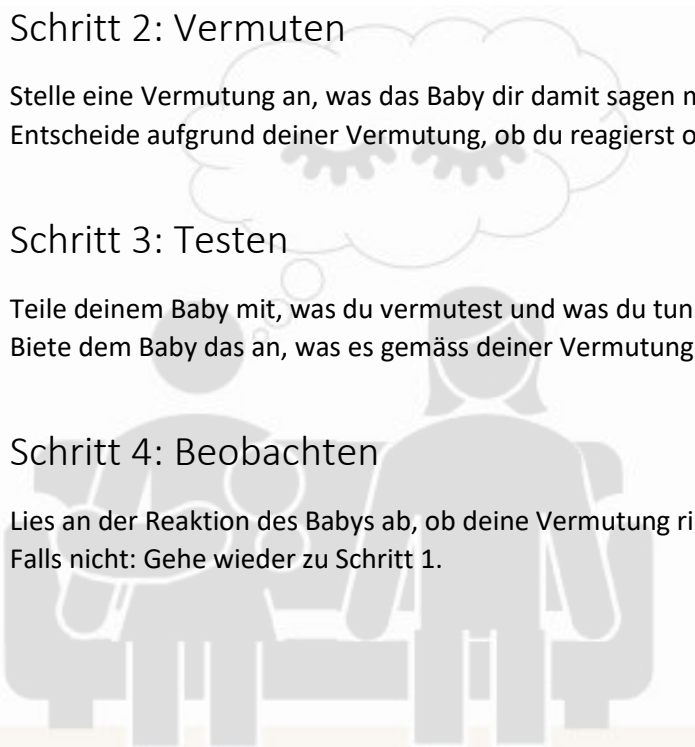 Schritt 2: Vermuten
Stelle eine Vermutung an, was das Baby dir damit sagen
Entscheide aufgrund deiner Vermutung, ob du reagierst
Schritt 3: Testen
Teile deinem Baby mit, was du vermutest und was du tun
Biete dem Baby das an, was es gemäss deiner Vermutung
Schritt 4: Beobachten
Lies an der Reaktion des Babys ab, ob deine Vermutung
Falls nicht: Gehe wieder zu Schritt 1.